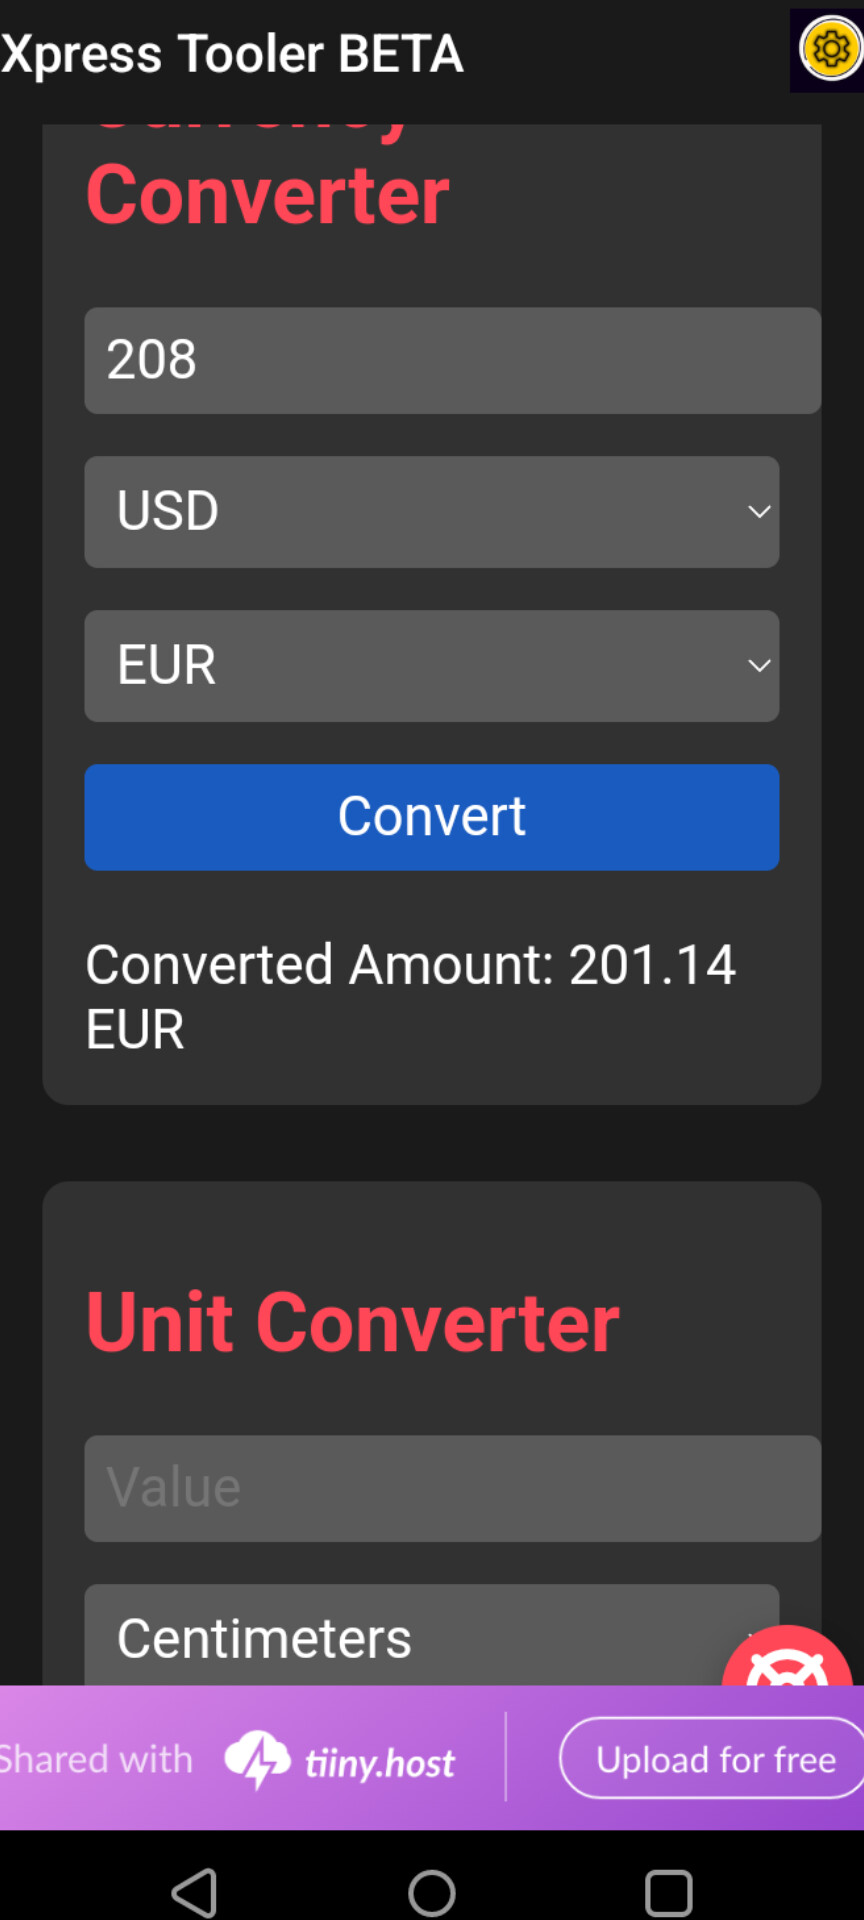 Xpress Tooler BETA
Currency
Converter
208
USD
EUR
Convert
Converted Amount: 201.14
EUR
Unit Converter
Value
Centimeters
Shared with
tiiny.host
Upload for free